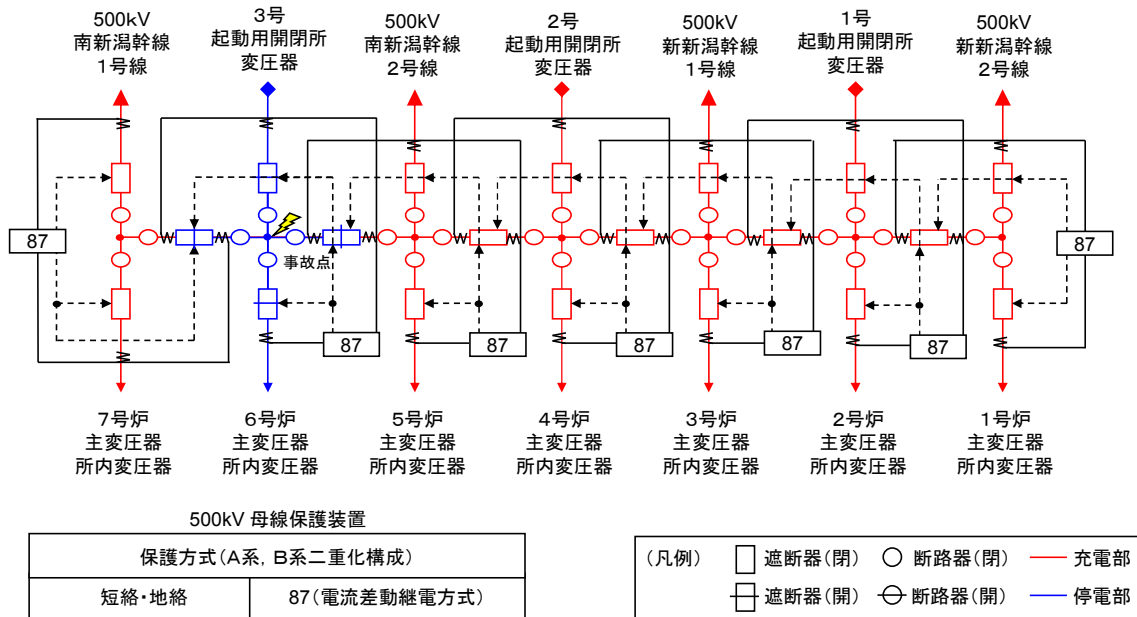 500kV
南新潟幹線
1号線
3号
起動用開閉所
変圧器
500kV
南新潟幹線
2号線
2号
起動用開閉所
変圧器
500kV
新新潟幹線
1号線
1号
起動用開閉所
変圧器
500kV
新新潟幹線
2号線
87
事故点
87
87
87
87
87
87
7号炉
主変圧器
所内変圧器
6号炉
主変圧器
所内変圧器
5号炉
主変圧器
所内変圧器
4号炉
主変圧器
所内変圧器
3号炉
主変圧器
所内変圧器
2号炉
主変圧器
所内変圧器
1号炉
主変圧器
所内変圧器
500kV 母線保護装置
保護方式(A系, B系二重化構成)
短絡・地絡 87(電流差動継電方式)
(凡例) 遮断器(閉) 断路器(閉) 充電部
遮断器(開) 断路器(開) 停電部